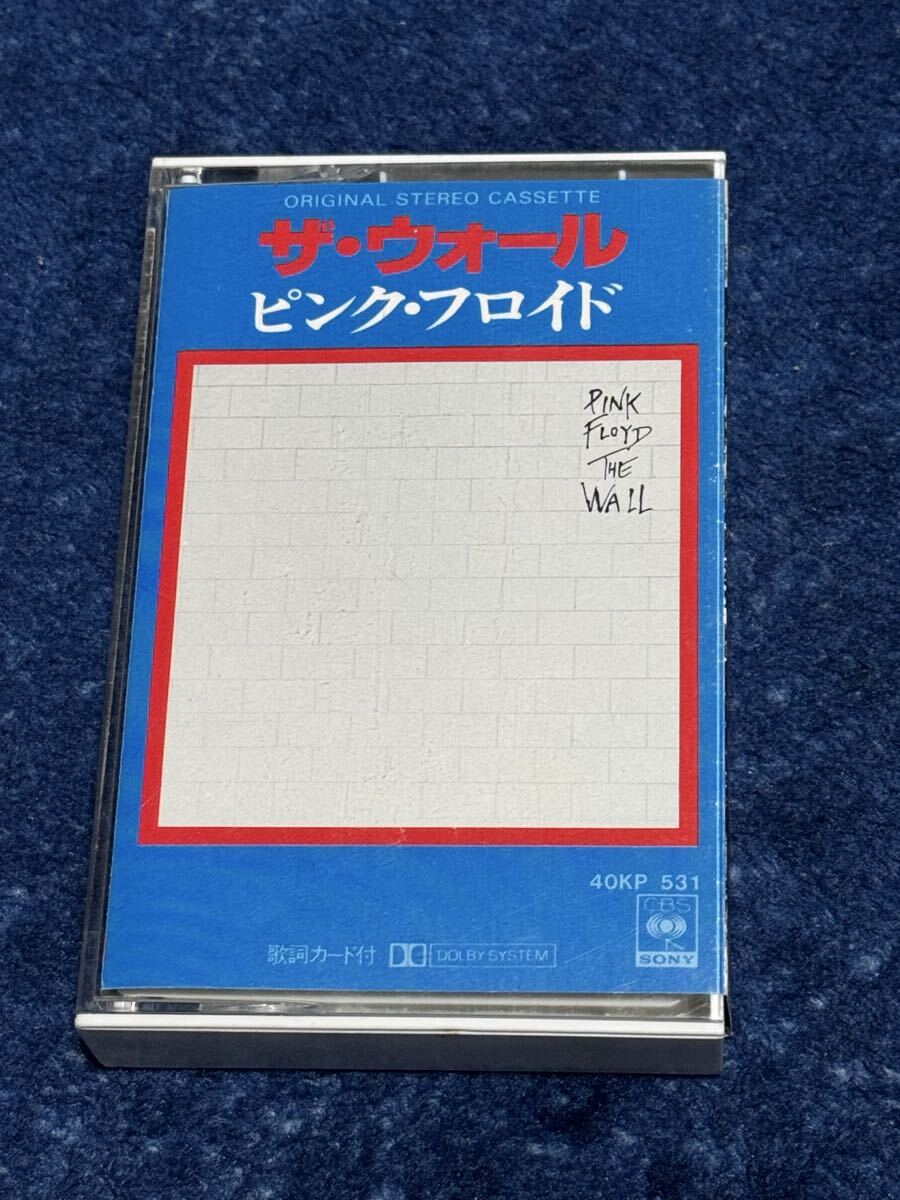 ORIGINAL STEREO CASSETTE
ザ・ウォール
ピンク・フロイド
PINK
FLOYD
THE
WALL
40KP 531
CBS
SONY
歌詞カード付 DOLBY SYSTEM